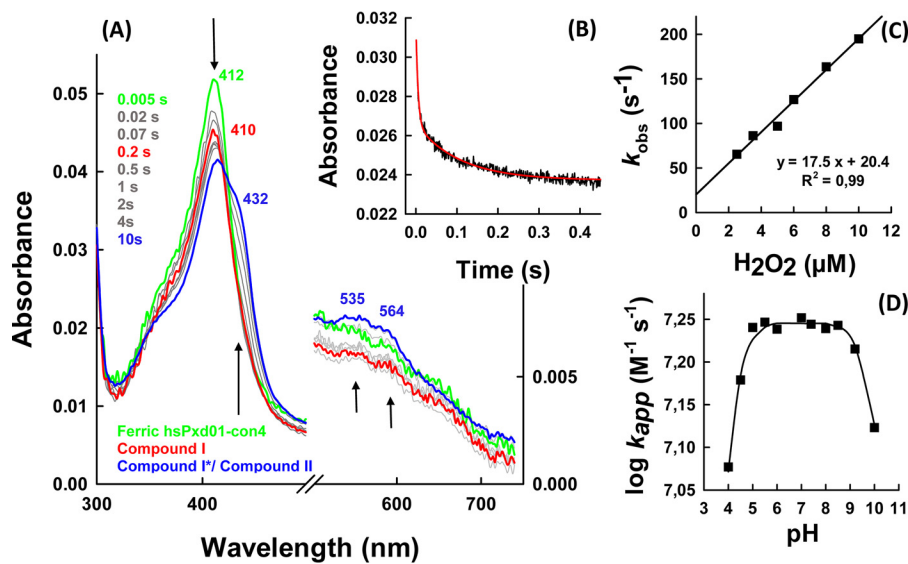 (A)
412
410
432
0.005 s
0.02 s
0.07 s
0.2 s
0.5 s
1 s
2s
4s
10s
Ferric hsPxd01-con4
Compound I
Compound I*/ Compound II
535
564
Absorbance
0.05
0.04
0.03
0.02
0.01
0.00
0.005
0.000
300
400
600
700
Wavelength (nm)
(B)
Absorbance
0.032
0.030
0.028
0.026
0.024
0.022
0.0
0.1
0.2
0.3
0.4
Time (s)
(C)
kobs (s-1)
200
150
100
50
0
y = 17.5 x + 20.4
R2 = 0,99
0
2
4
6
8
10
12
H2O2 (µM)
(D)
log kapp (M-1 s-1)
7,25
7,20
7,15
7,10
7,05
3
4
5
6
7
8
9
10
11
pH